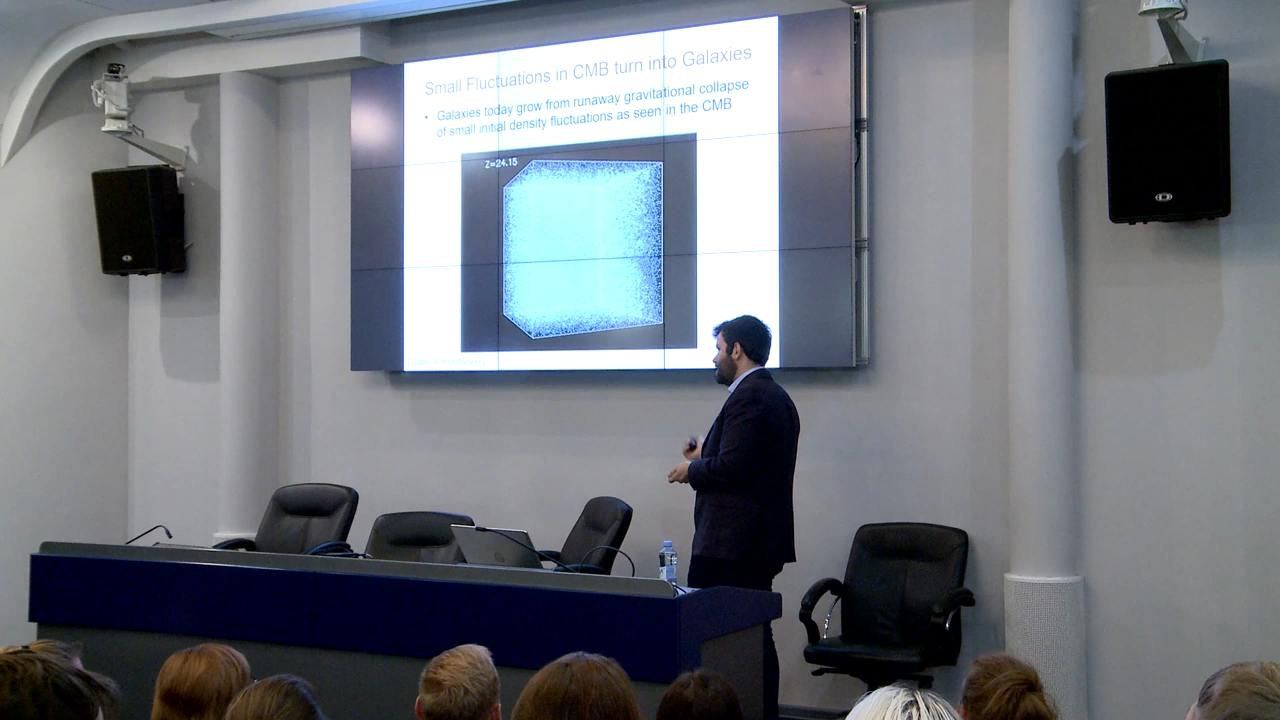 Small Fluctuations in CMB turn into Galaxies
• Galaxies today grow from runaway gravitational collapse
of small initial density fluctuations as seen in the CMB
Z=24.15